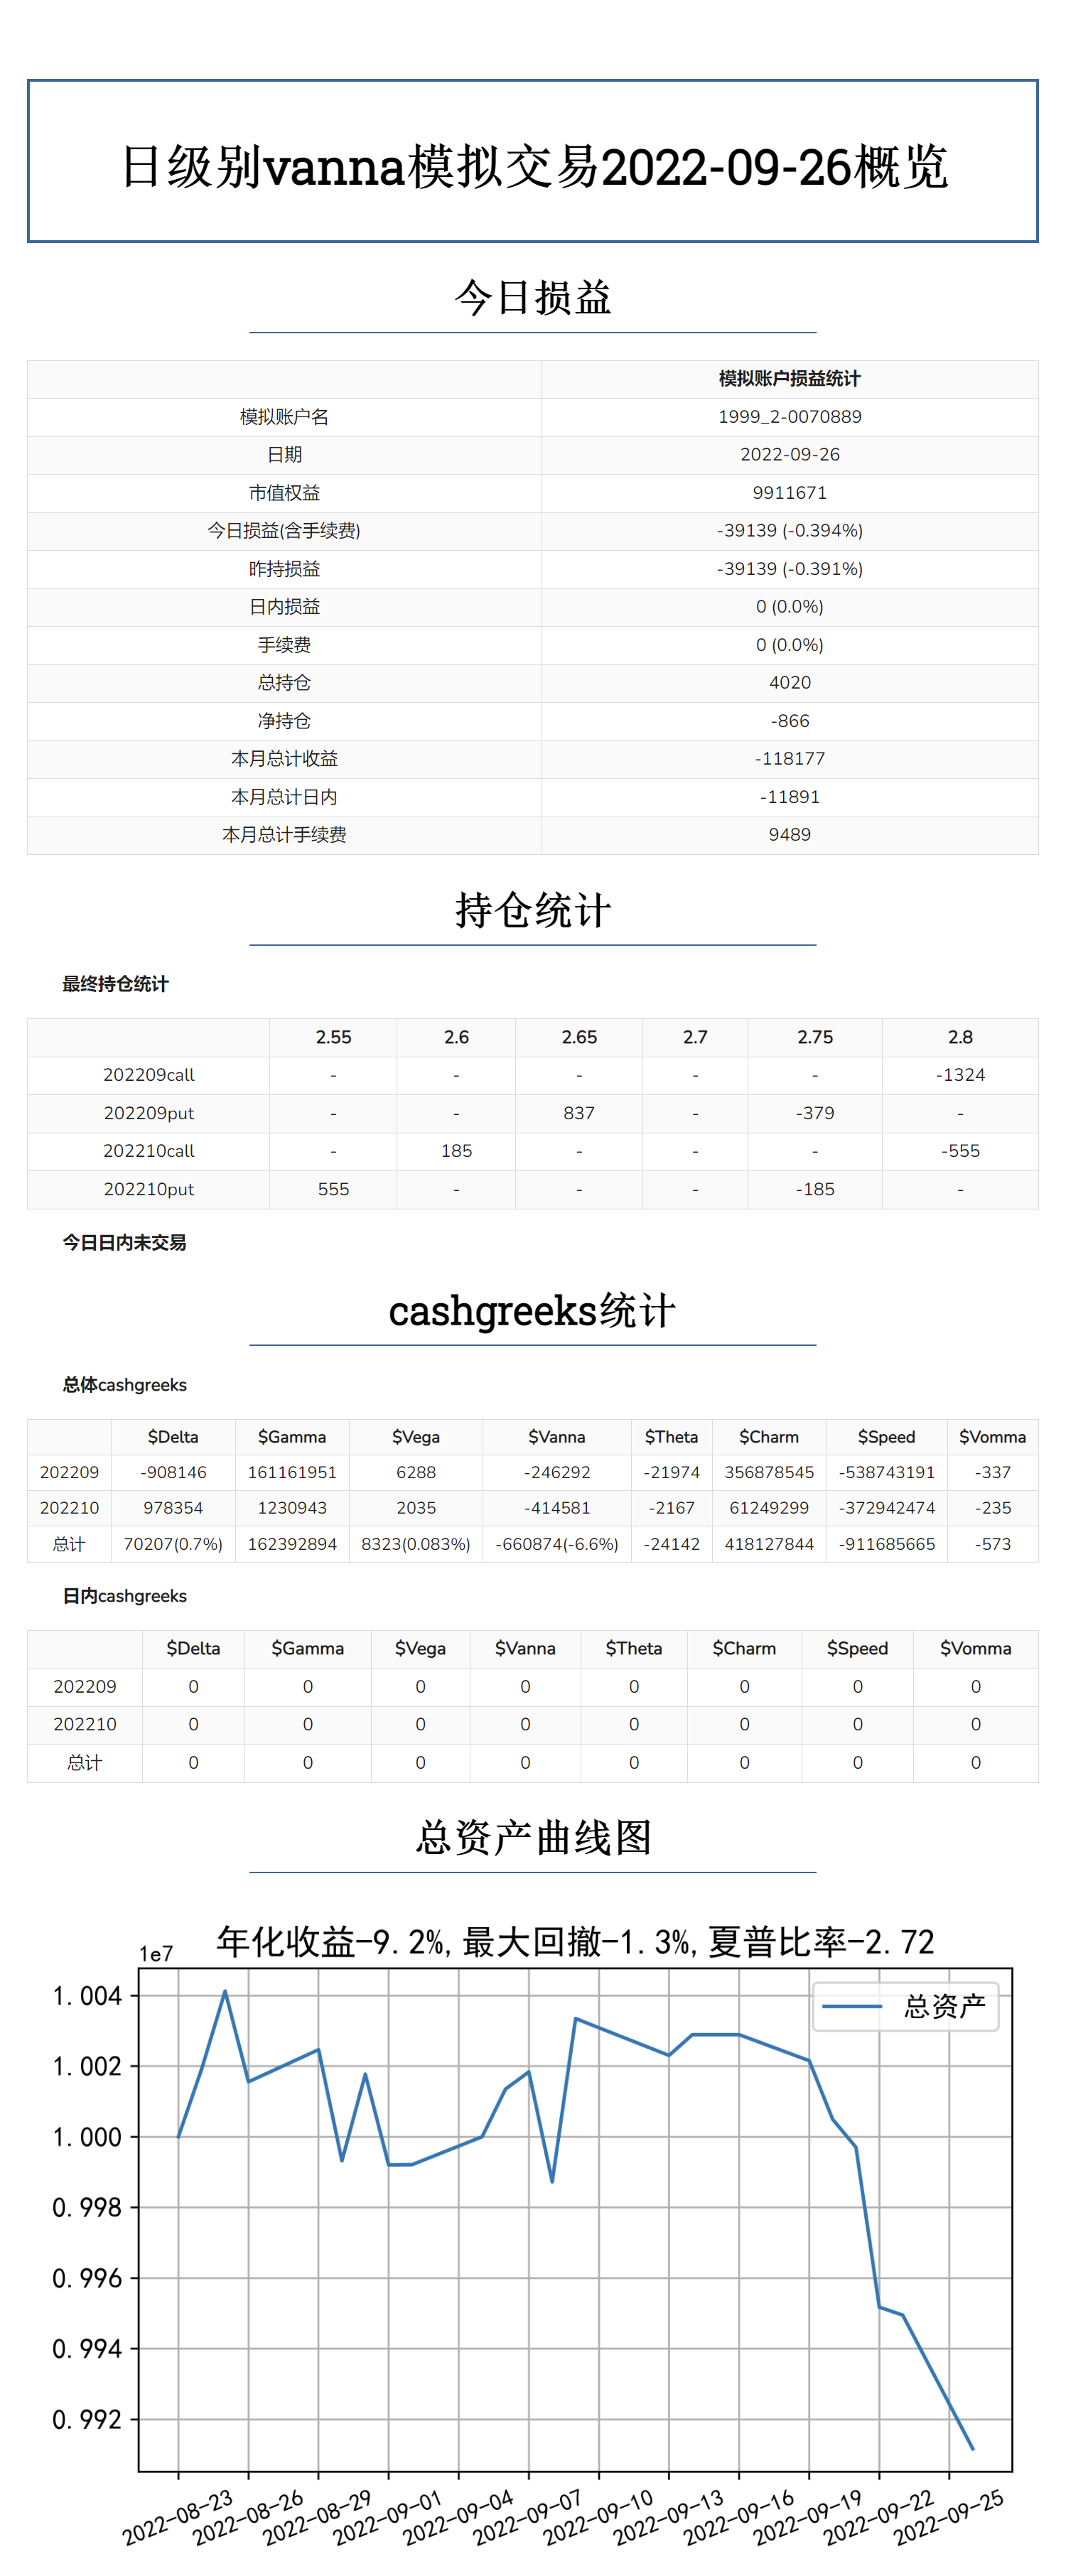 日级别vanna模拟交易2022-09-26概览
今日损益
模拟账户损益统计
模拟账户名 1999_2-0070889
日期 2022-09-26
市值权益 9911671
今日损益(含手续费) -39139 (-0.394%)
昨持损益 -39139 (-0.391%)
日内损益 0 (0.0%)
手续费 0 (0.0%)
总持仓 4020
净持仓 -866
本月总计收益 -118177
本月总计日内 -11891
本月总计手续费 9489
持仓统计
最终持仓统计
2.55 2.6 2.65 2.7 2.75 2.8
202209call - - - - - -1324
202209put - - 837 - -379 -
202210call - 185 - - - -555
202210put 555 - - - -185 -
今日日内未交易
cashgreeks统计
总体cashgreeks
$Delta $Gamma $Vega $Vanna $Theta $Charm $Speed $Vomma
202209 -908146 161161951 6288 -246292 -21974 356878545 -538743191 -337
202210 978354 1230943 2035 -414581 -2167 61249299 -372942474 -235
总计 70207(0.7%) 162392894 8323(0.083%) -660874(-6.6%) -24142 418127844 -911685665 -573
日内cashgreeks
$Delta $Gamma $Vega $Vanna $Theta $Charm $Speed $Vomma
202209 0 0 0 0 0 0 0 0
202210 0 0 0 0 0 0 0 0
总计 0 0 0 0 0 0 0 0
总资产曲线图
年化收益-9.2%,最大回撤-1.3%,夏普比率-2.72
1e7
总资产
1.004
1.002
1.000
0.998
0.996
0.994
0.992
2022-08-23 2022-08-26 2022-08-29 2022-09-01 2022-09-04 2022-09-07 2022-09-10 2022-09-13 2022-09-16 2022-09-19 2022-09-22 2022-09-25